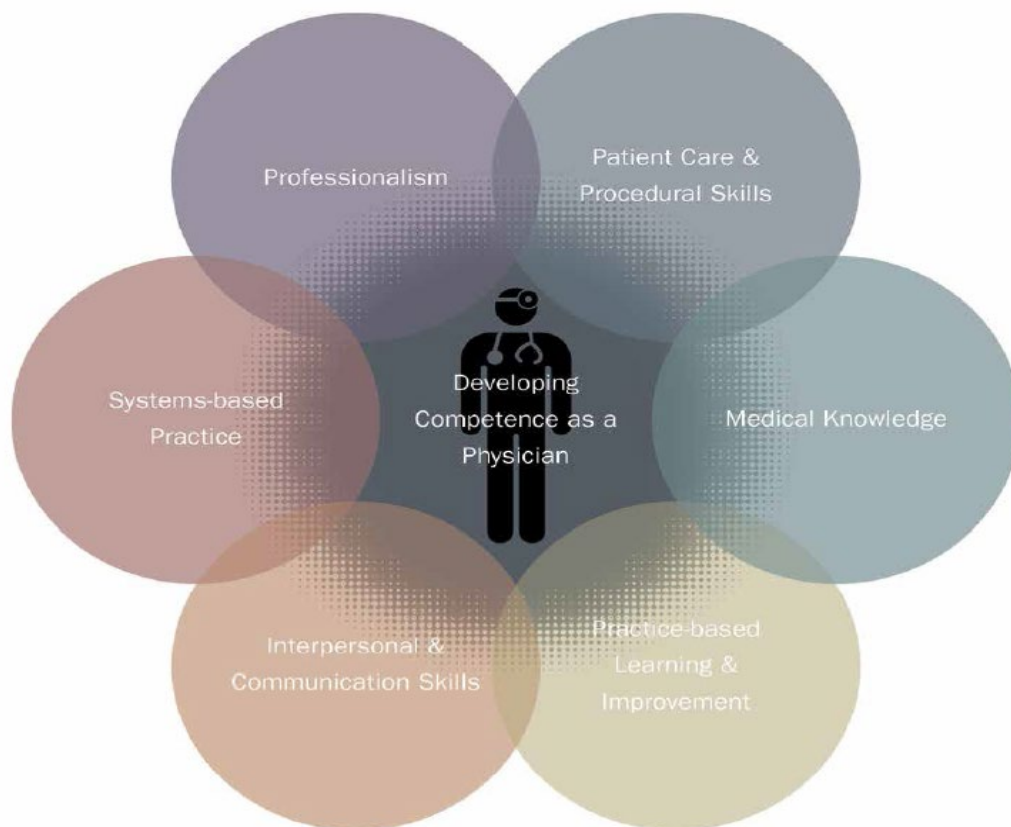 Professionalism
Patient Care &
Procedural Skills
Developing
Competence as a
Physician
Systems-based
Practice
Medical Knowledge
Interpersonal &
Communication Skills
Practice-based
Learning &
Improvement